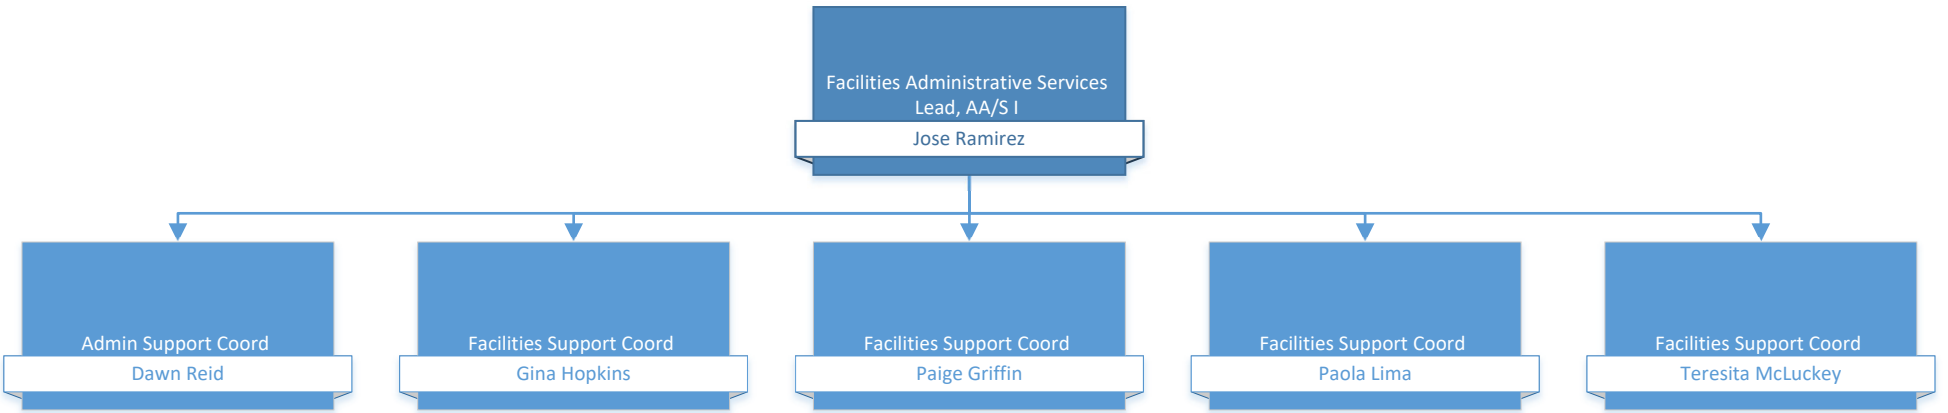 Facilities Administrative Services
Lead, AA/S I
Jose Ramirez
Admin Support Coord
Dawn Reid
Facilities Support Coord
Gina Hopkins
Facilities Support Coord
Paige Griffin
Facilities Support Coord
Paola Lima
Facilities Support Coord
Teresita McLuckey